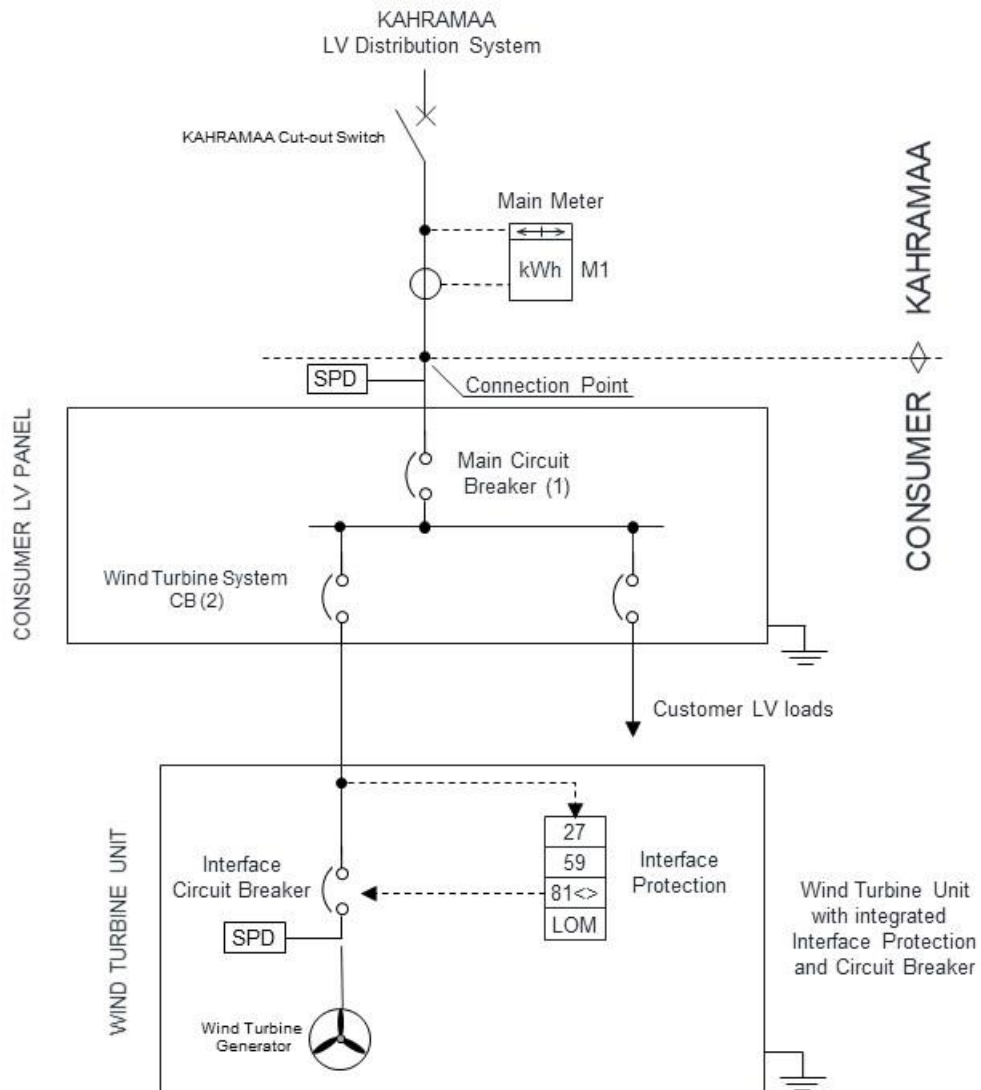 KAHRAMAA
LV Distribution System
KAHRAMAA Cut-out Switch
Main Meter
kWh
M1
KAHRAMAA
SPD
Connection Point
CONSUMER
CONSUMER LV PANEL
Main Circuit
Breaker (1)
Wind Turbine System
CB (2)
Customer LV loads
WIND TURBINE UNIT
27
59
81<>
LOM
Interface
Protection
Interface
Circuit Breaker
SPD
Wind Turbine
Generator
Wind Turbine Unit
with integrated
Interface Protection
and Circuit Breaker